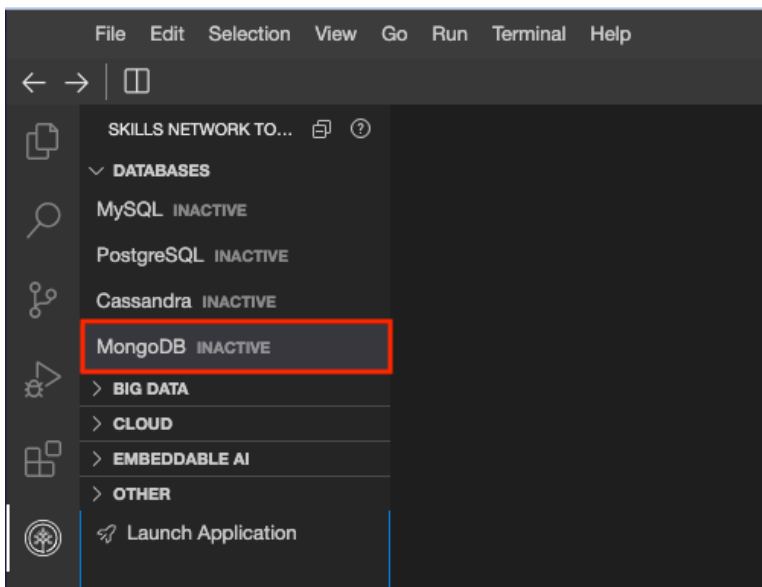 File Edit Selection View Go Run Terminal Help
SKILLS NETWORK TO...
DATABASES
MySQL INACTIVE
PostgreSQL INACTIVE
Cassandra INACTIVE
MongoDB INACTIVE
BIG DATA
CLOUD
EMBEDDABLE AI
OTHER
Launch Application